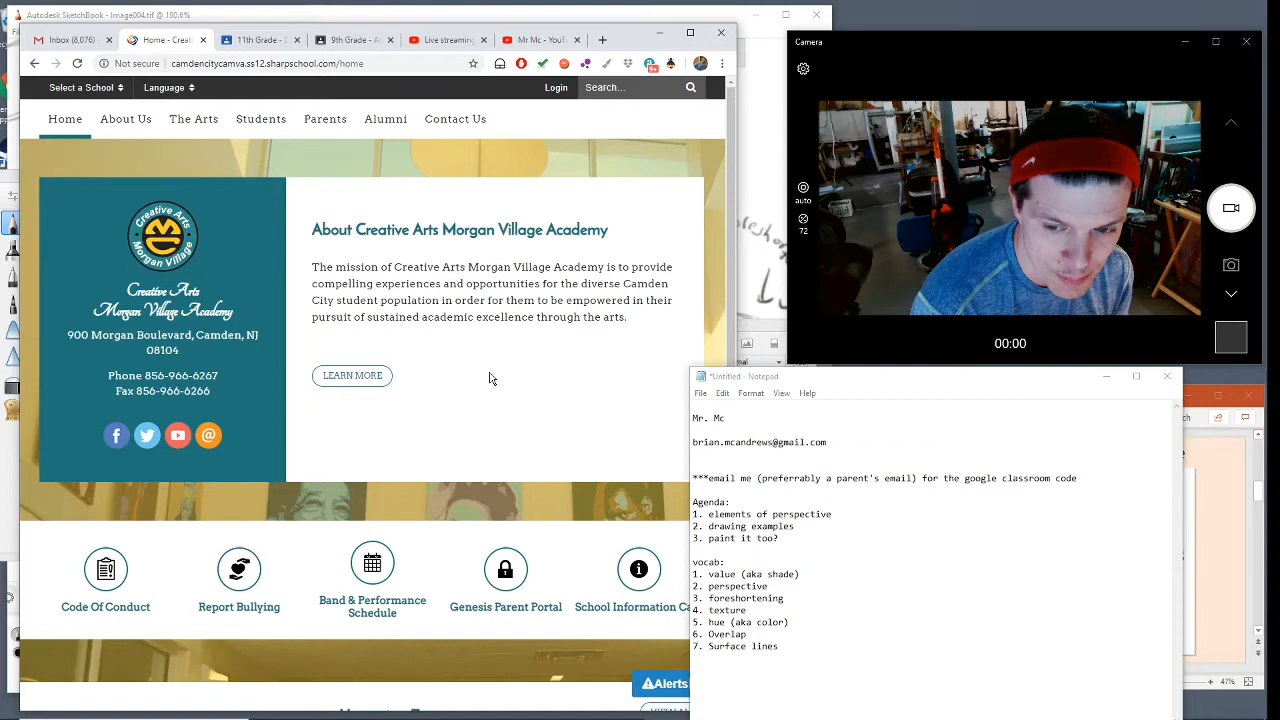 Autodesk SketchBook - Image004.tif @ 180.6%
Inbox (8,076)
Home - Creati
11th Grade - E
9th Grade - A
Live streaming
Mr Mc - YouT
Not secure
camdencitycamva.ss12.sharpschool.com/home
9+
Select a School
Language
Login
Search...
Home
About Us
The Arts
Students
Parents
Alumni
Contact Us
Creative Arts
Morgan Village
Creative Arts
Morgan Village Academy
900 Morgan Boulevard, Camden, NJ
08104
Phone 856-966-6267
Fax 856-966-6266
About Creative Arts Morgan Village Academy
The mission of Creative Arts Morgan Village Academy is to provide
compelling experiences and opportunities for the diverse Camden
City student population in order for them to be empowered in their
pursuit of sustained academic excellence through the arts.
LEARN MORE
Code Of Conduct
Report Bullying
Band & Performance
Schedule
Genesis Parent Portal
School Information Ca
Alerts
Camera
auto
72
00:00
*Untitled - Notepad
File
Edit
Format
View
Help
Mr. Mc
brian.mcandrews@gmail.com
***email me (preferrably a parent's email) for the google classroom code
Agenda:
1. elements of perspective
2. drawing examples
3. paint it too?
vocab:
1. value (aka shade)
2. perspective
3. foreshortening
4. texture
5. hue (aka color)
6. Overlap
7. Surface lines
47%